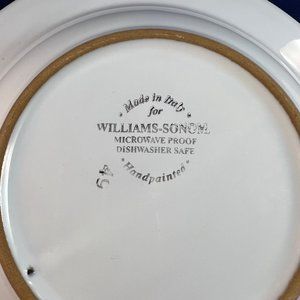 • Made in Italy •
for
WILLIAMS-SONOMA
MICROWAVE PROOF
DISHWASHER SAFE
• Handpainted •